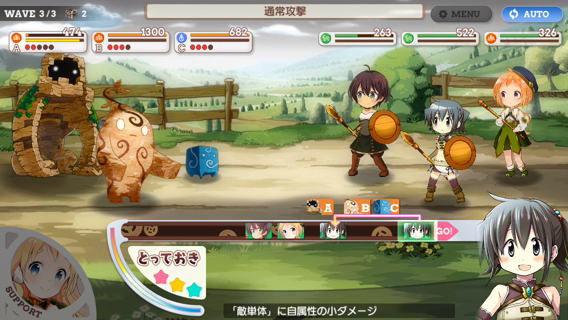 WAVE 3/3 2
通常攻撃
MENU
AUTO
474
1300
682
263
522
326
A
B
C
A B C
GO!
とっておき
SUPPORT
「敵単体」に自属性の小ダメージ